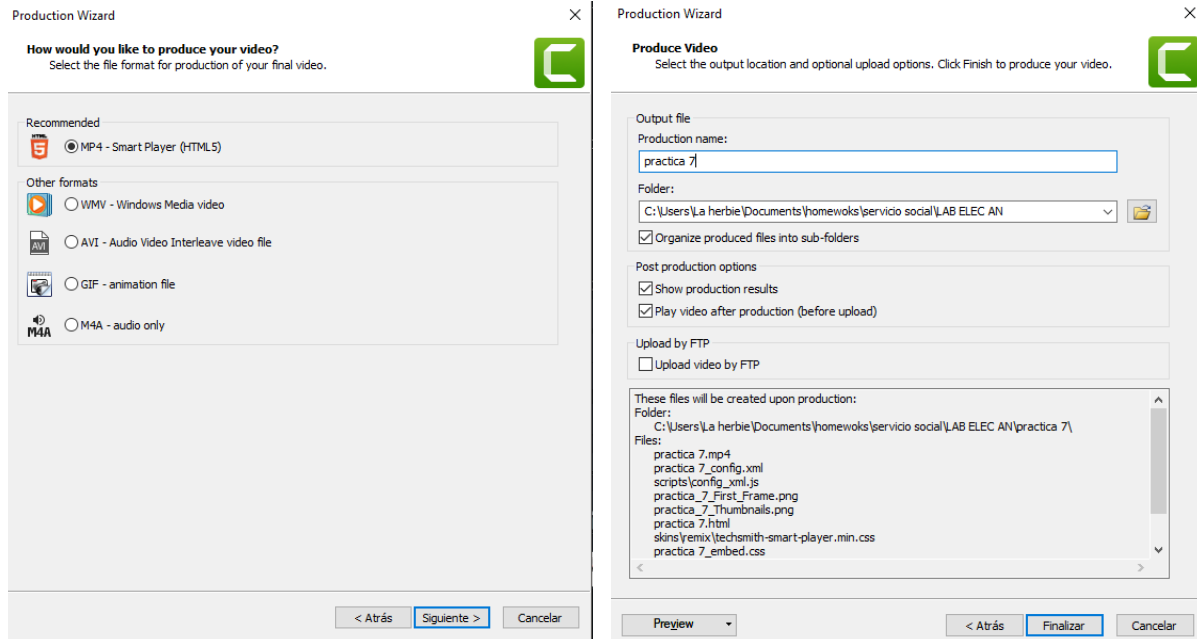 Production Wizard
How would you like to produce your video?
Select the file format for production of your final video.
Recommended
HTML
5
MP4 - Smart Player (HTML5)
Other formats
WMV - Windows Media video
AVI
AVI - Audio Video Interleave video file
GIF - animation file
M4A
M4A - audio only
< Atrás
Siguiente >
Cancelar
Production Wizard
Produce Video
Select the output location and optional upload options. Click Finish to produce your video.
Output file
Production name:
practica 7
Folder:
C:\Users\La herbie\Documents\homewoks\servicio social\LAB ELEC AN
Organize produced files into sub-folders
Post production options
Show production results
Play video after production (before upload)
Upload by FTP
Upload video by FTP
These files will be created upon production:
Folder:
C:\Users\La herbie\Documents\homewoks\servicio social\LAB ELEC AN\practica 7\
Files:
practica 7.mp4
practica 7_config.xml
scripts\config_xml.js
practica_7_First_Frame.png
practica_7_Thumbnails.png
practica 7.html
skins\remix\techsmith-smart-player.min.css
practica 7_embed.css
Preview
< Atrás
Finalizar
Cancelar